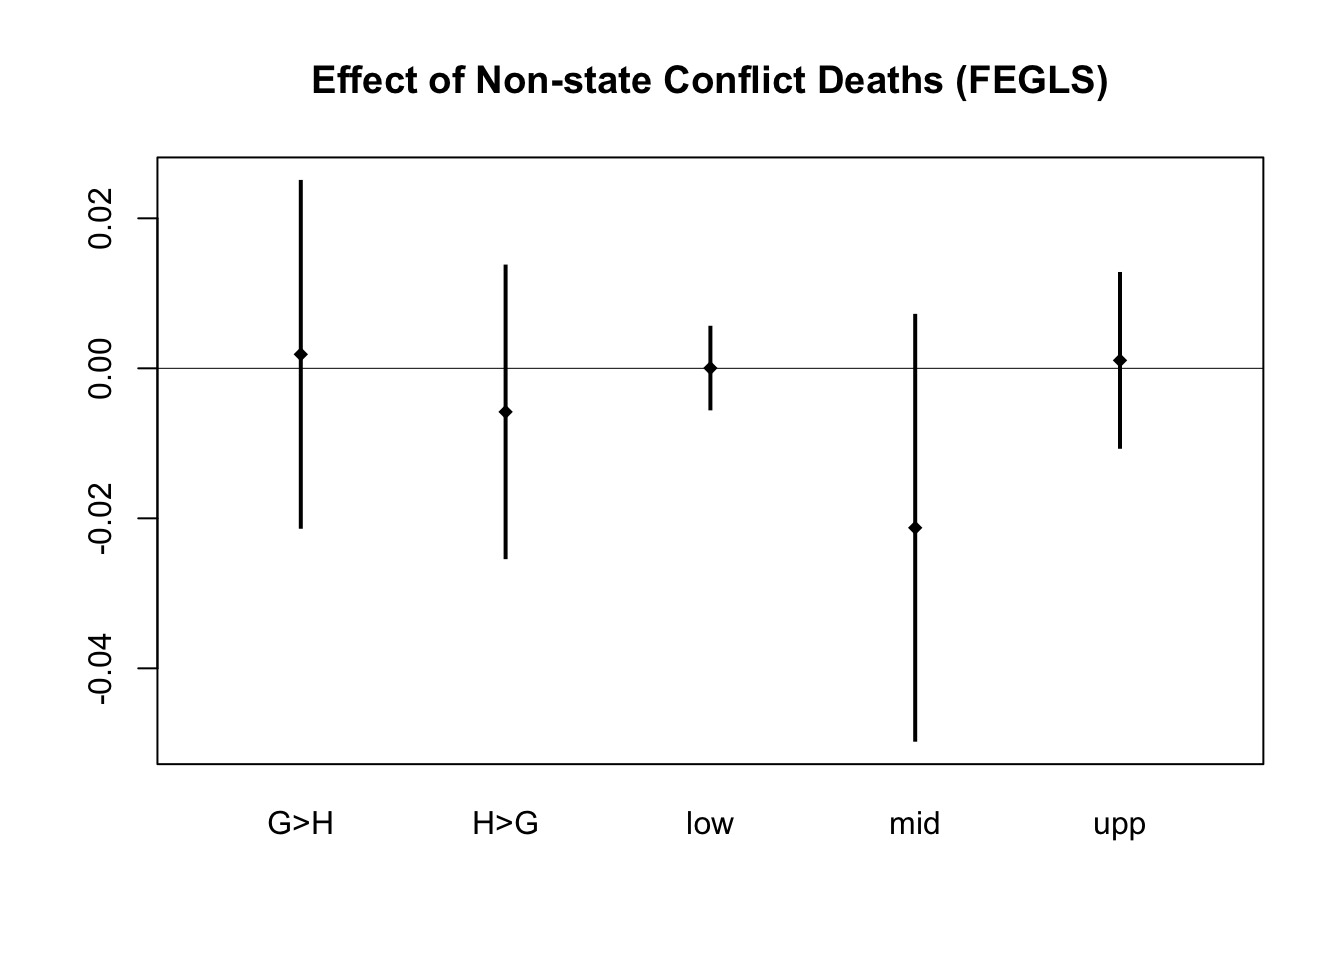 Effect of Non-state Conflict Deaths (FEGLS)
0.02
0.00
-0.02
-0.04
G>H H>G low mid upp